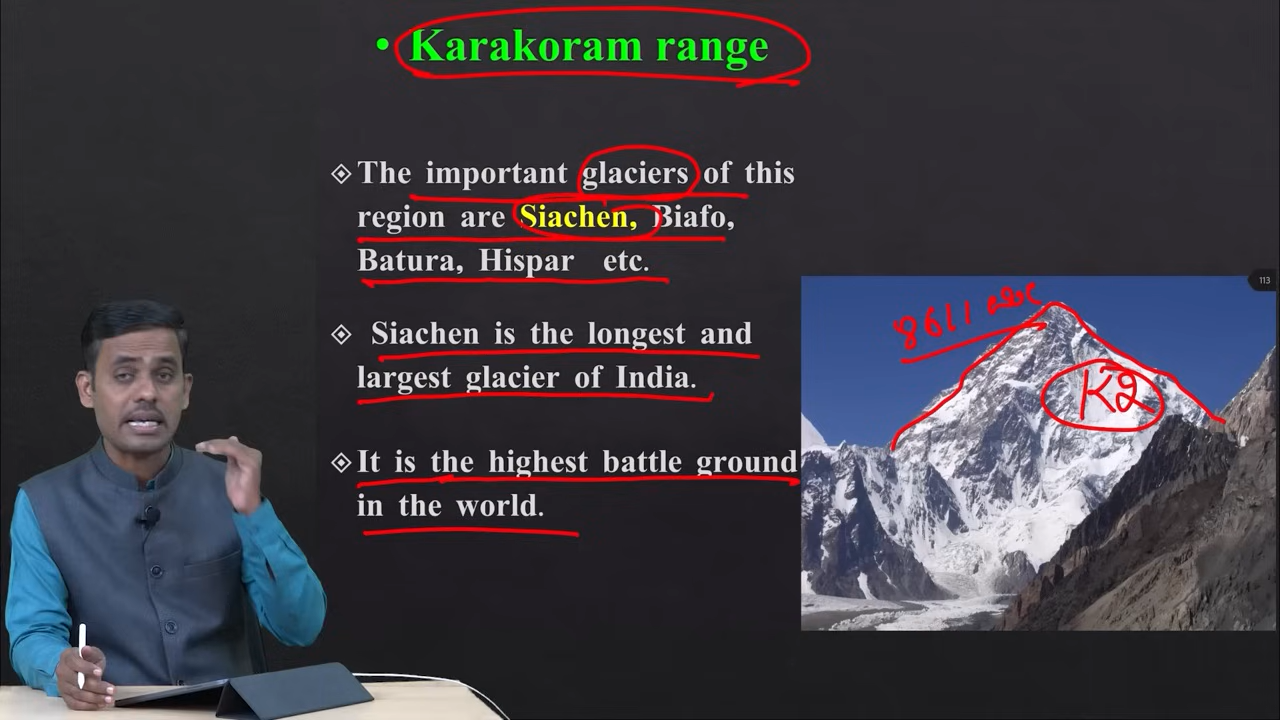 • Karakoram range
The important glaciers of this
region are Siachen, Biafo,
Batura, Hispar etc.
Siachen is the longest and
largest glacier of India.
It is the highest battle ground
in the world.
113
8611
K2